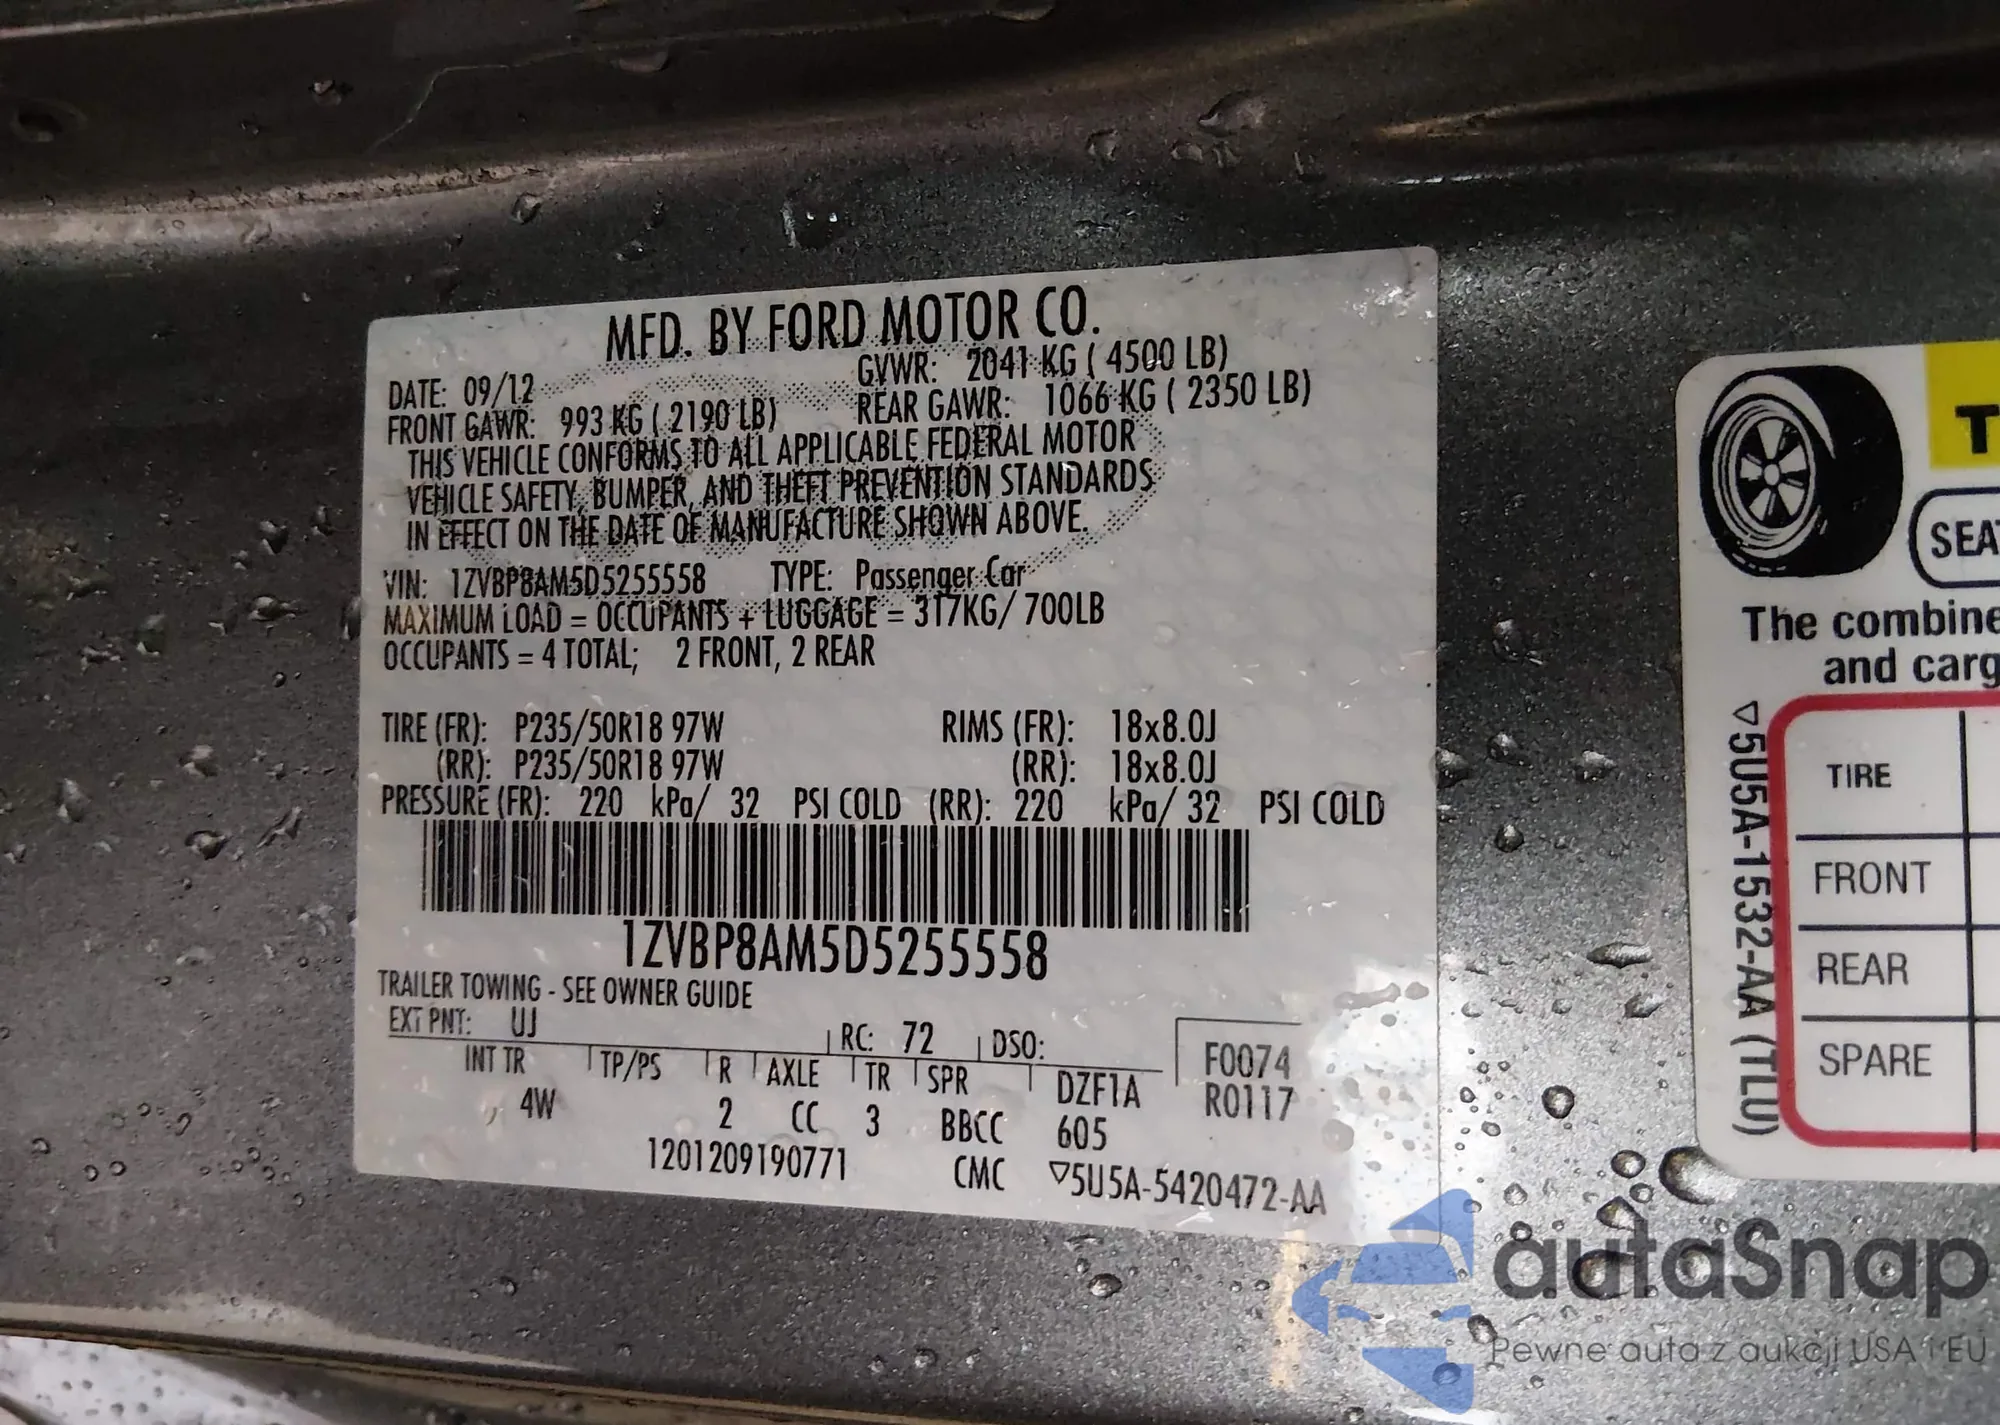 MFD. BY FORD MOTOR CO.
DATE: 09/12 GVWR: 2041 KG ( 4500 LB)
FRONT GAWR: 993 KG ( 2190 LB) REAR GAWR: 1066 KG ( 2350 LB)
THIS VEHICLE CONFORMS TO ALL APPLICABLE FEDERAL MOTOR
VEHICLE SAFETY, BUMPER, AND THEFT PREVENTION STANDARDS
IN EFFECT ON THE DATE OF MANUFACTURE SHOWN ABOVE.
VIN: 1ZVBP8AM5D5255558 TYPE: Passenger Car
MAXIMUM LOAD = OCCUPANTS + LUGGAGE = 317KG/ 700LB
OCCUPANTS = 4 TOTAL; 2 FRONT, 2 REAR
TIRE (FR): P235/50R18 97W RIMS (FR): 18x8.0J
(RR): P235/50R18 97W (RR): 18x8.0J
PRESSURE (FR): 220 kPa/ 32 PSI COLD (RR): 220 kPa/ 32 PSI COLD
1ZVBP8AM5D5255558
TRAILER TOWING - SEE OWNER GUIDE
EXT PNT: UJ RC: 72 DSO:
INT TR TP/PS R AXLE TR SPR DZF1A
4W 2 CC 3 BBCC 605
F0074
R0117
1201209190771 CMC ▽5U5A-5420472-AA
T
SEA
The combine
and carg
▽5U5A-1532-AA (TLU)
TIRE
FRONT
REAR
SPARE
autaSnap
Pewne auta z aukcji USA i EU